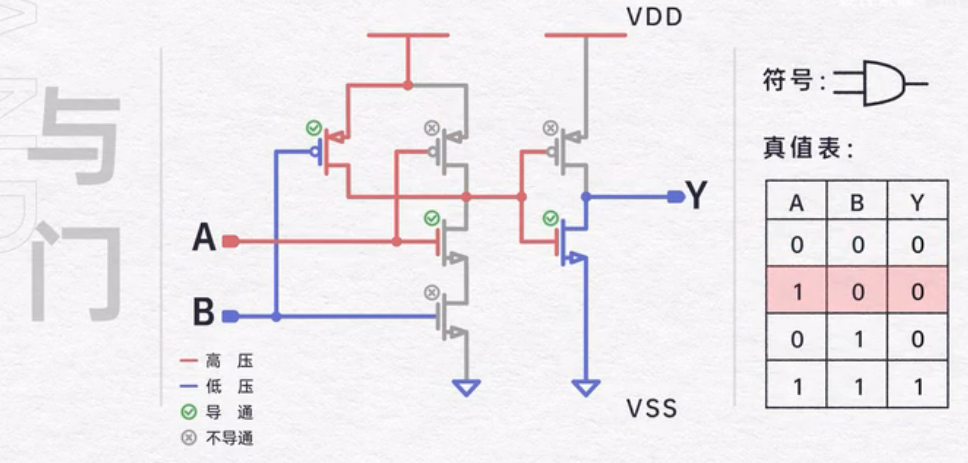 与
门
VDD
A
B
Y
VSS
高 压
低 压
导 通
不导通
符号:
真值表:
A B Y
0 0 0
1 0 0
0 1 0
1 1 1